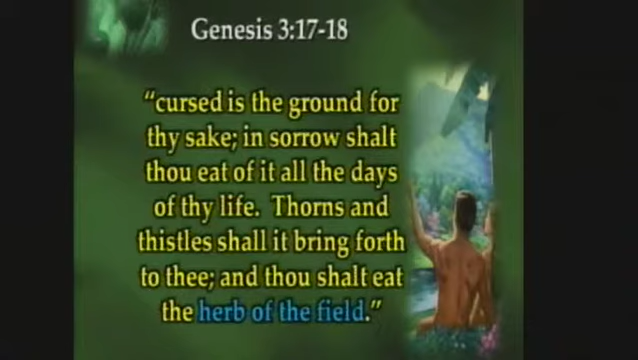 Genesis 3:17-18
“cursed is the ground for
thy sake; in sorrow shalt
thou eat of it all the days
of thy life.  Thorns and
thistles shall it bring forth
to thee; and thou shalt eat
the herb of the field.”